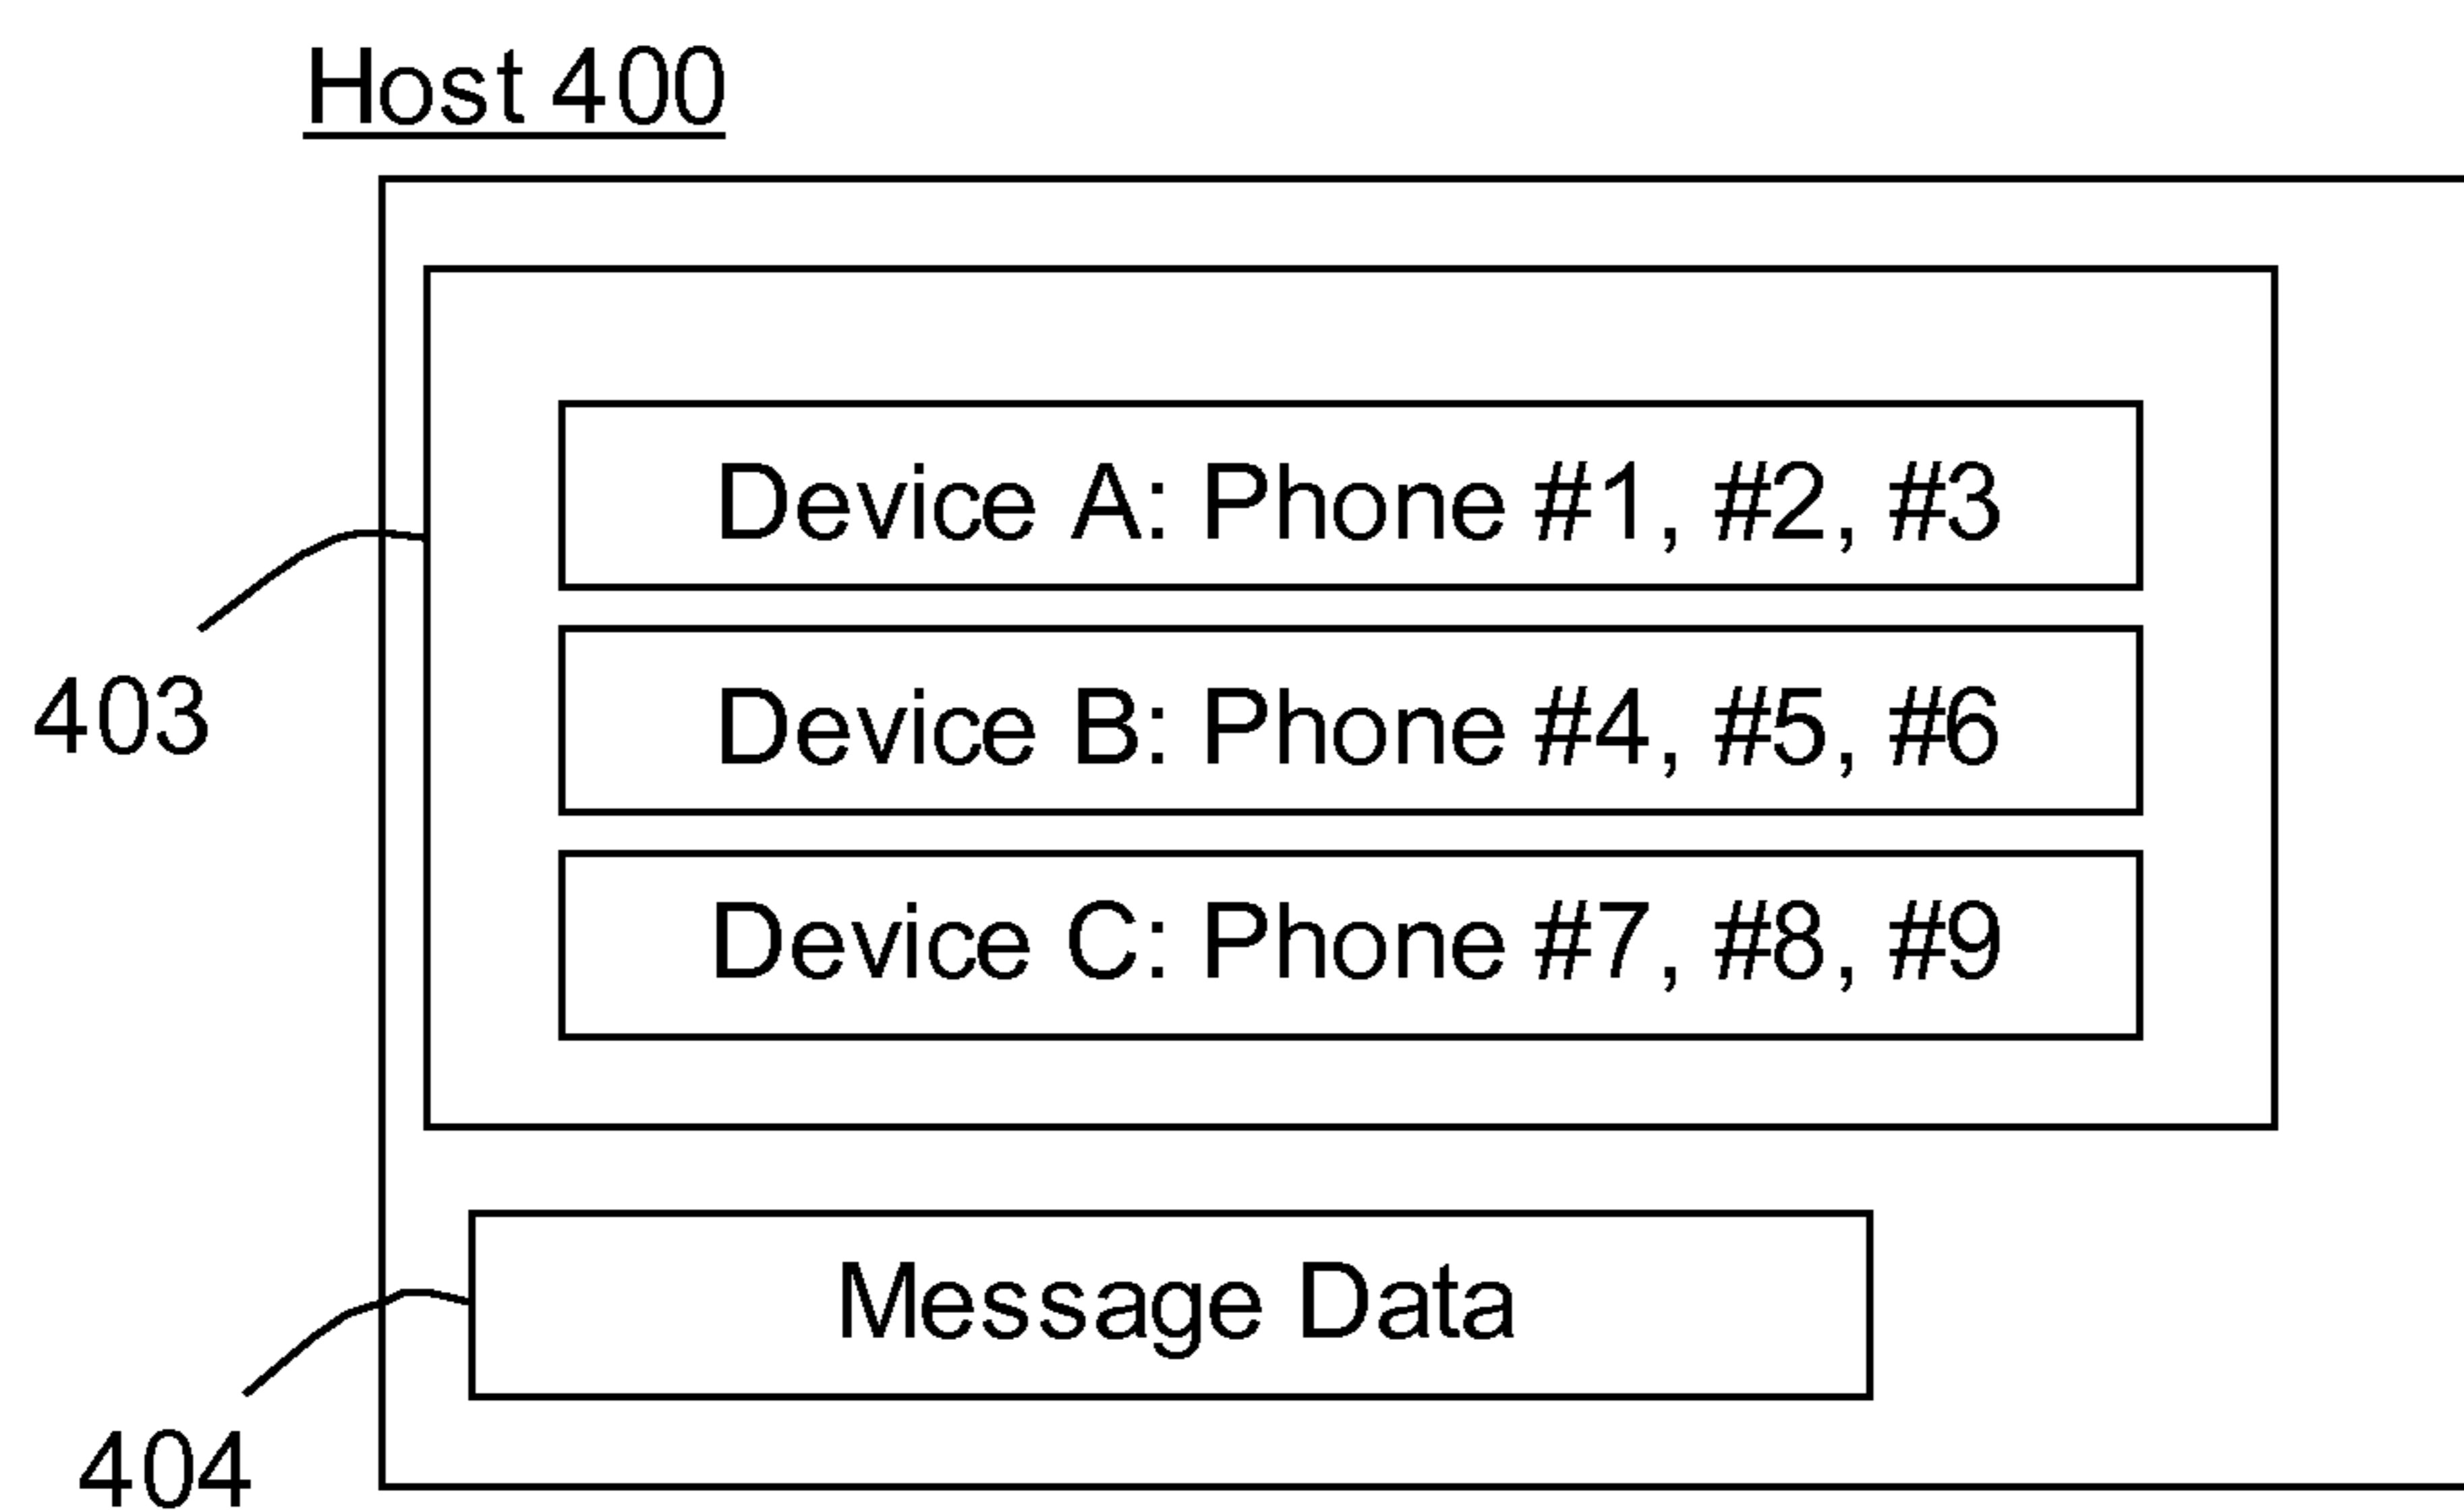 Host 400
Device A: Phone #1, #2, #3
403
Device B: Phone #4, #5, #6
Device C: Phone #7, #8, #9
Message Data
404